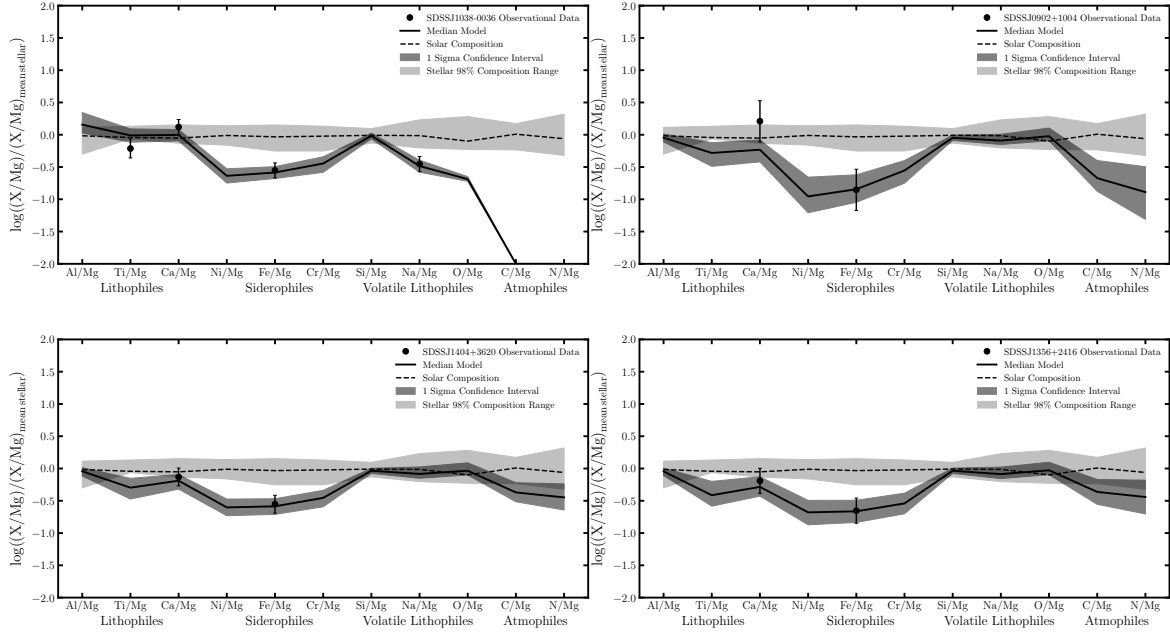 SDSSJ1038-0036 Observational Data
Median Model
Solar Composition
1 Sigma Confidence Interval
Stellar 98% Composition Range
2.0
1.5
1.0
0.5
0.0
−0.5
−1.0
−1.5
−2.0
log((X/Mg)/(X/Mg)mean stellar)
Al/Mg Ti/Mg Ca/Mg Ni/Mg Fe/Mg Cr/Mg Si/Mg Na/Mg O/Mg C/Mg N/Mg
Lithophiles Siderophiles Volatile Lithophiles Atmophiles
SDSSJ0902+1004 Observational Data
Median Model
Solar Composition
1 Sigma Confidence Interval
Stellar 98% Composition Range
2.0
1.5
1.0
0.5
0.0
−0.5
−1.0
−1.5
−2.0
log((X/Mg)/(X/Mg)mean stellar)
Al/Mg Ti/Mg Ca/Mg Ni/Mg Fe/Mg Cr/Mg Si/Mg Na/Mg O/Mg C/Mg N/Mg
Lithophiles Siderophiles Volatile Lithophiles Atmophiles
SDSSJ1404+3620 Observational Data
Median Model
Solar Composition
1 Sigma Confidence Interval
Stellar 98% Composition Range
2.0
1.5
1.0
0.5
0.0
−0.5
−1.0
−1.5
−2.0
log((X/Mg)/(X/Mg)mean stellar)
Al/Mg Ti/Mg Ca/Mg Ni/Mg Fe/Mg Cr/Mg Si/Mg Na/Mg O/Mg C/Mg N/Mg
Lithophiles Siderophiles Volatile Lithophiles Atmophiles
SDSSJ1356+2416 Observational Data
Median Model
Solar Composition
1 Sigma Confidence Interval
Stellar 98% Composition Range
2.0
1.5
1.0
0.5
0.0
−0.5
−1.0
−1.5
−2.0
log((X/Mg)/(X/Mg)mean stellar)
Al/Mg Ti/Mg Ca/Mg Ni/Mg Fe/Mg Cr/Mg Si/Mg Na/Mg O/Mg C/Mg N/Mg
Lithophiles Siderophiles Volatile Lithophiles Atmophiles